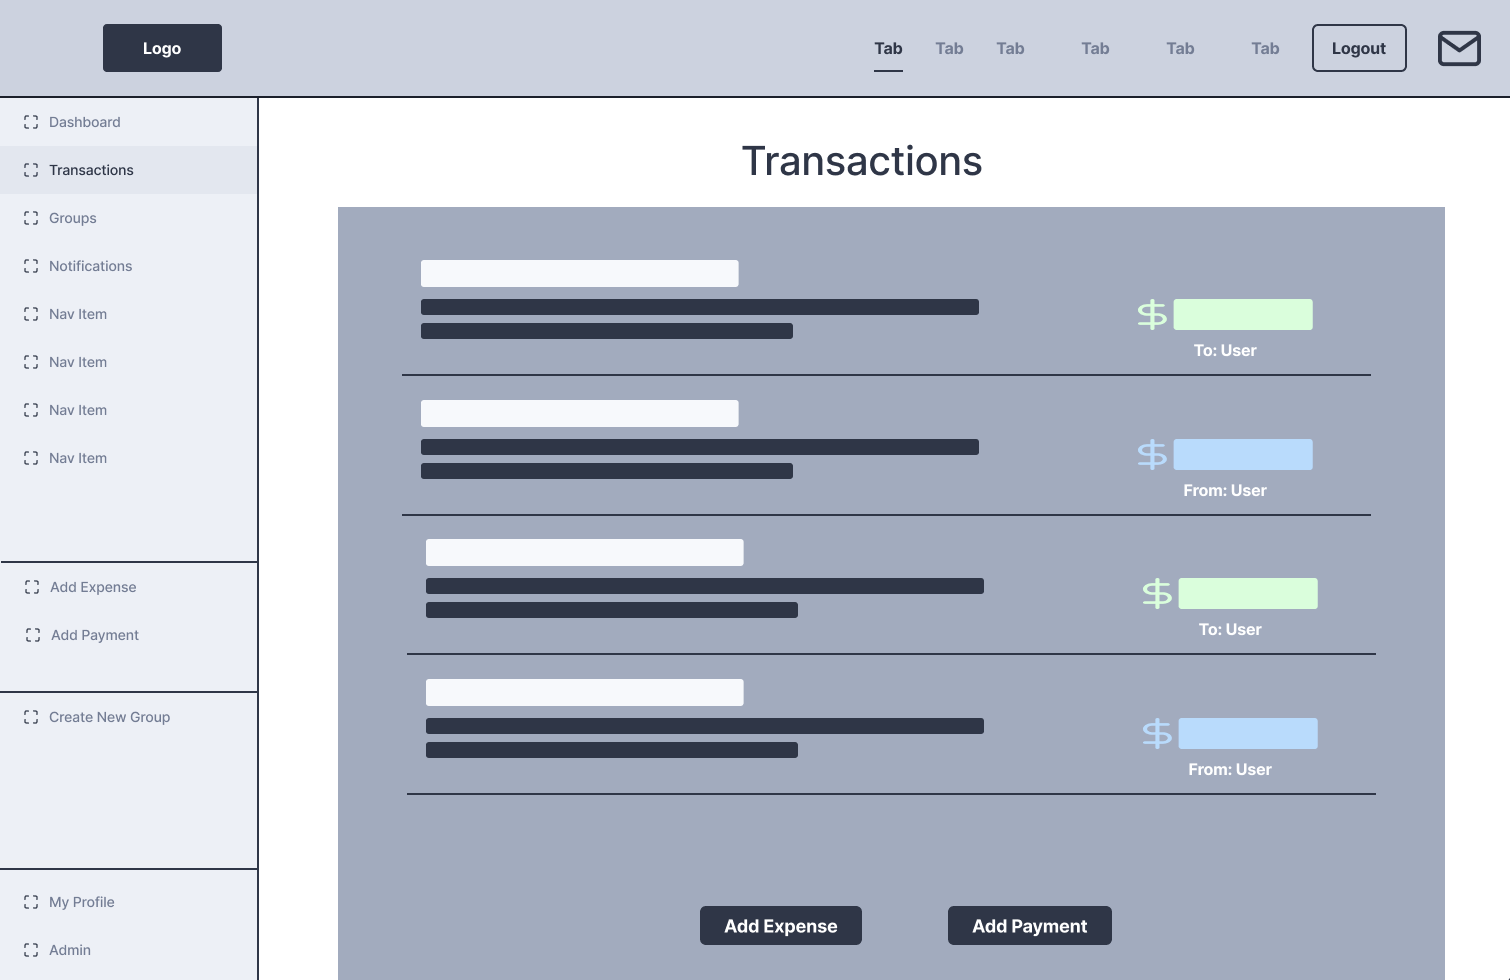 Logo
Tab Tab Tab Tab Tab Tab Logout
Dashboard
Transactions
Groups
Notifications
Nav Item
Nav Item
Nav Item
Nav Item
Add Expense
Add Payment
Create New Group
My Profile
Admin
Transactions
$
To: User
$
From: User
$
To: User
$
From: User
Add Expense Add Payment